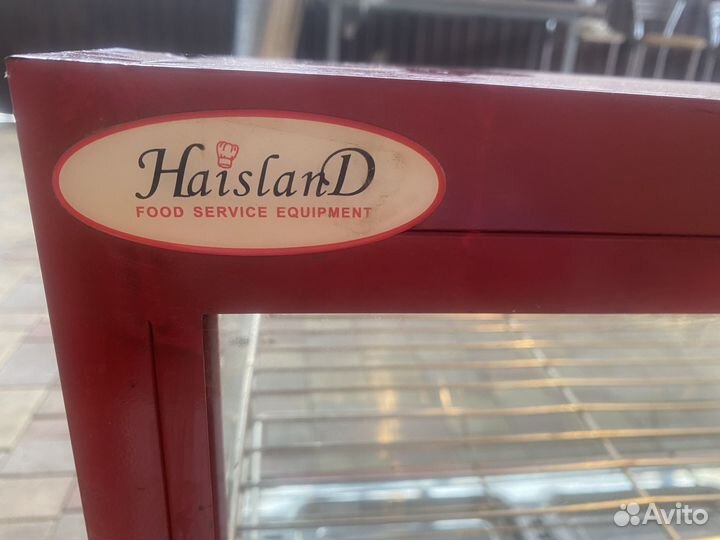 HaislanD
FOOD SERVICE EQUIPMENT
Avito